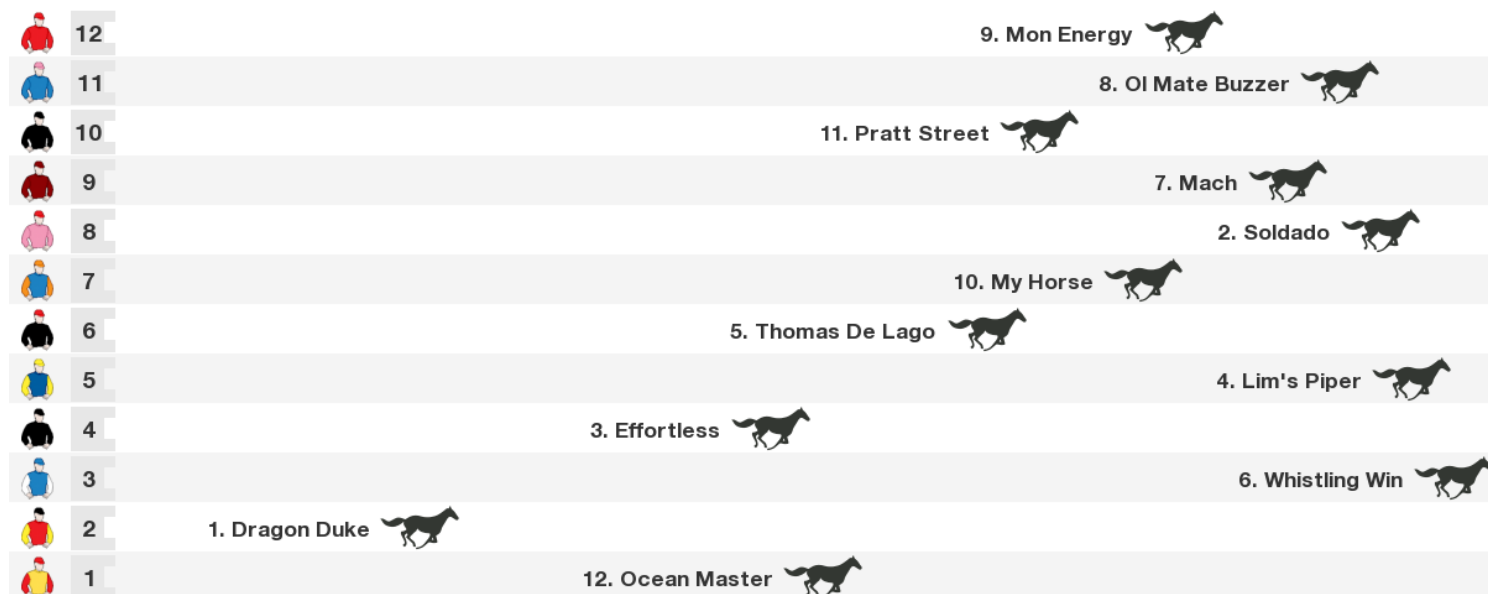 12 9. Mon Energy
11 8. Ol Mate Buzzer
10 11. Pratt Street
9 7. Mach
8 2. Soldado
7 10. My Horse
6 5. Thomas De Lago
5 4. Lim's Piper
4 3. Effortless
3 6. Whistling Win
2 1. Dragon Duke
1 12. Ocean Master